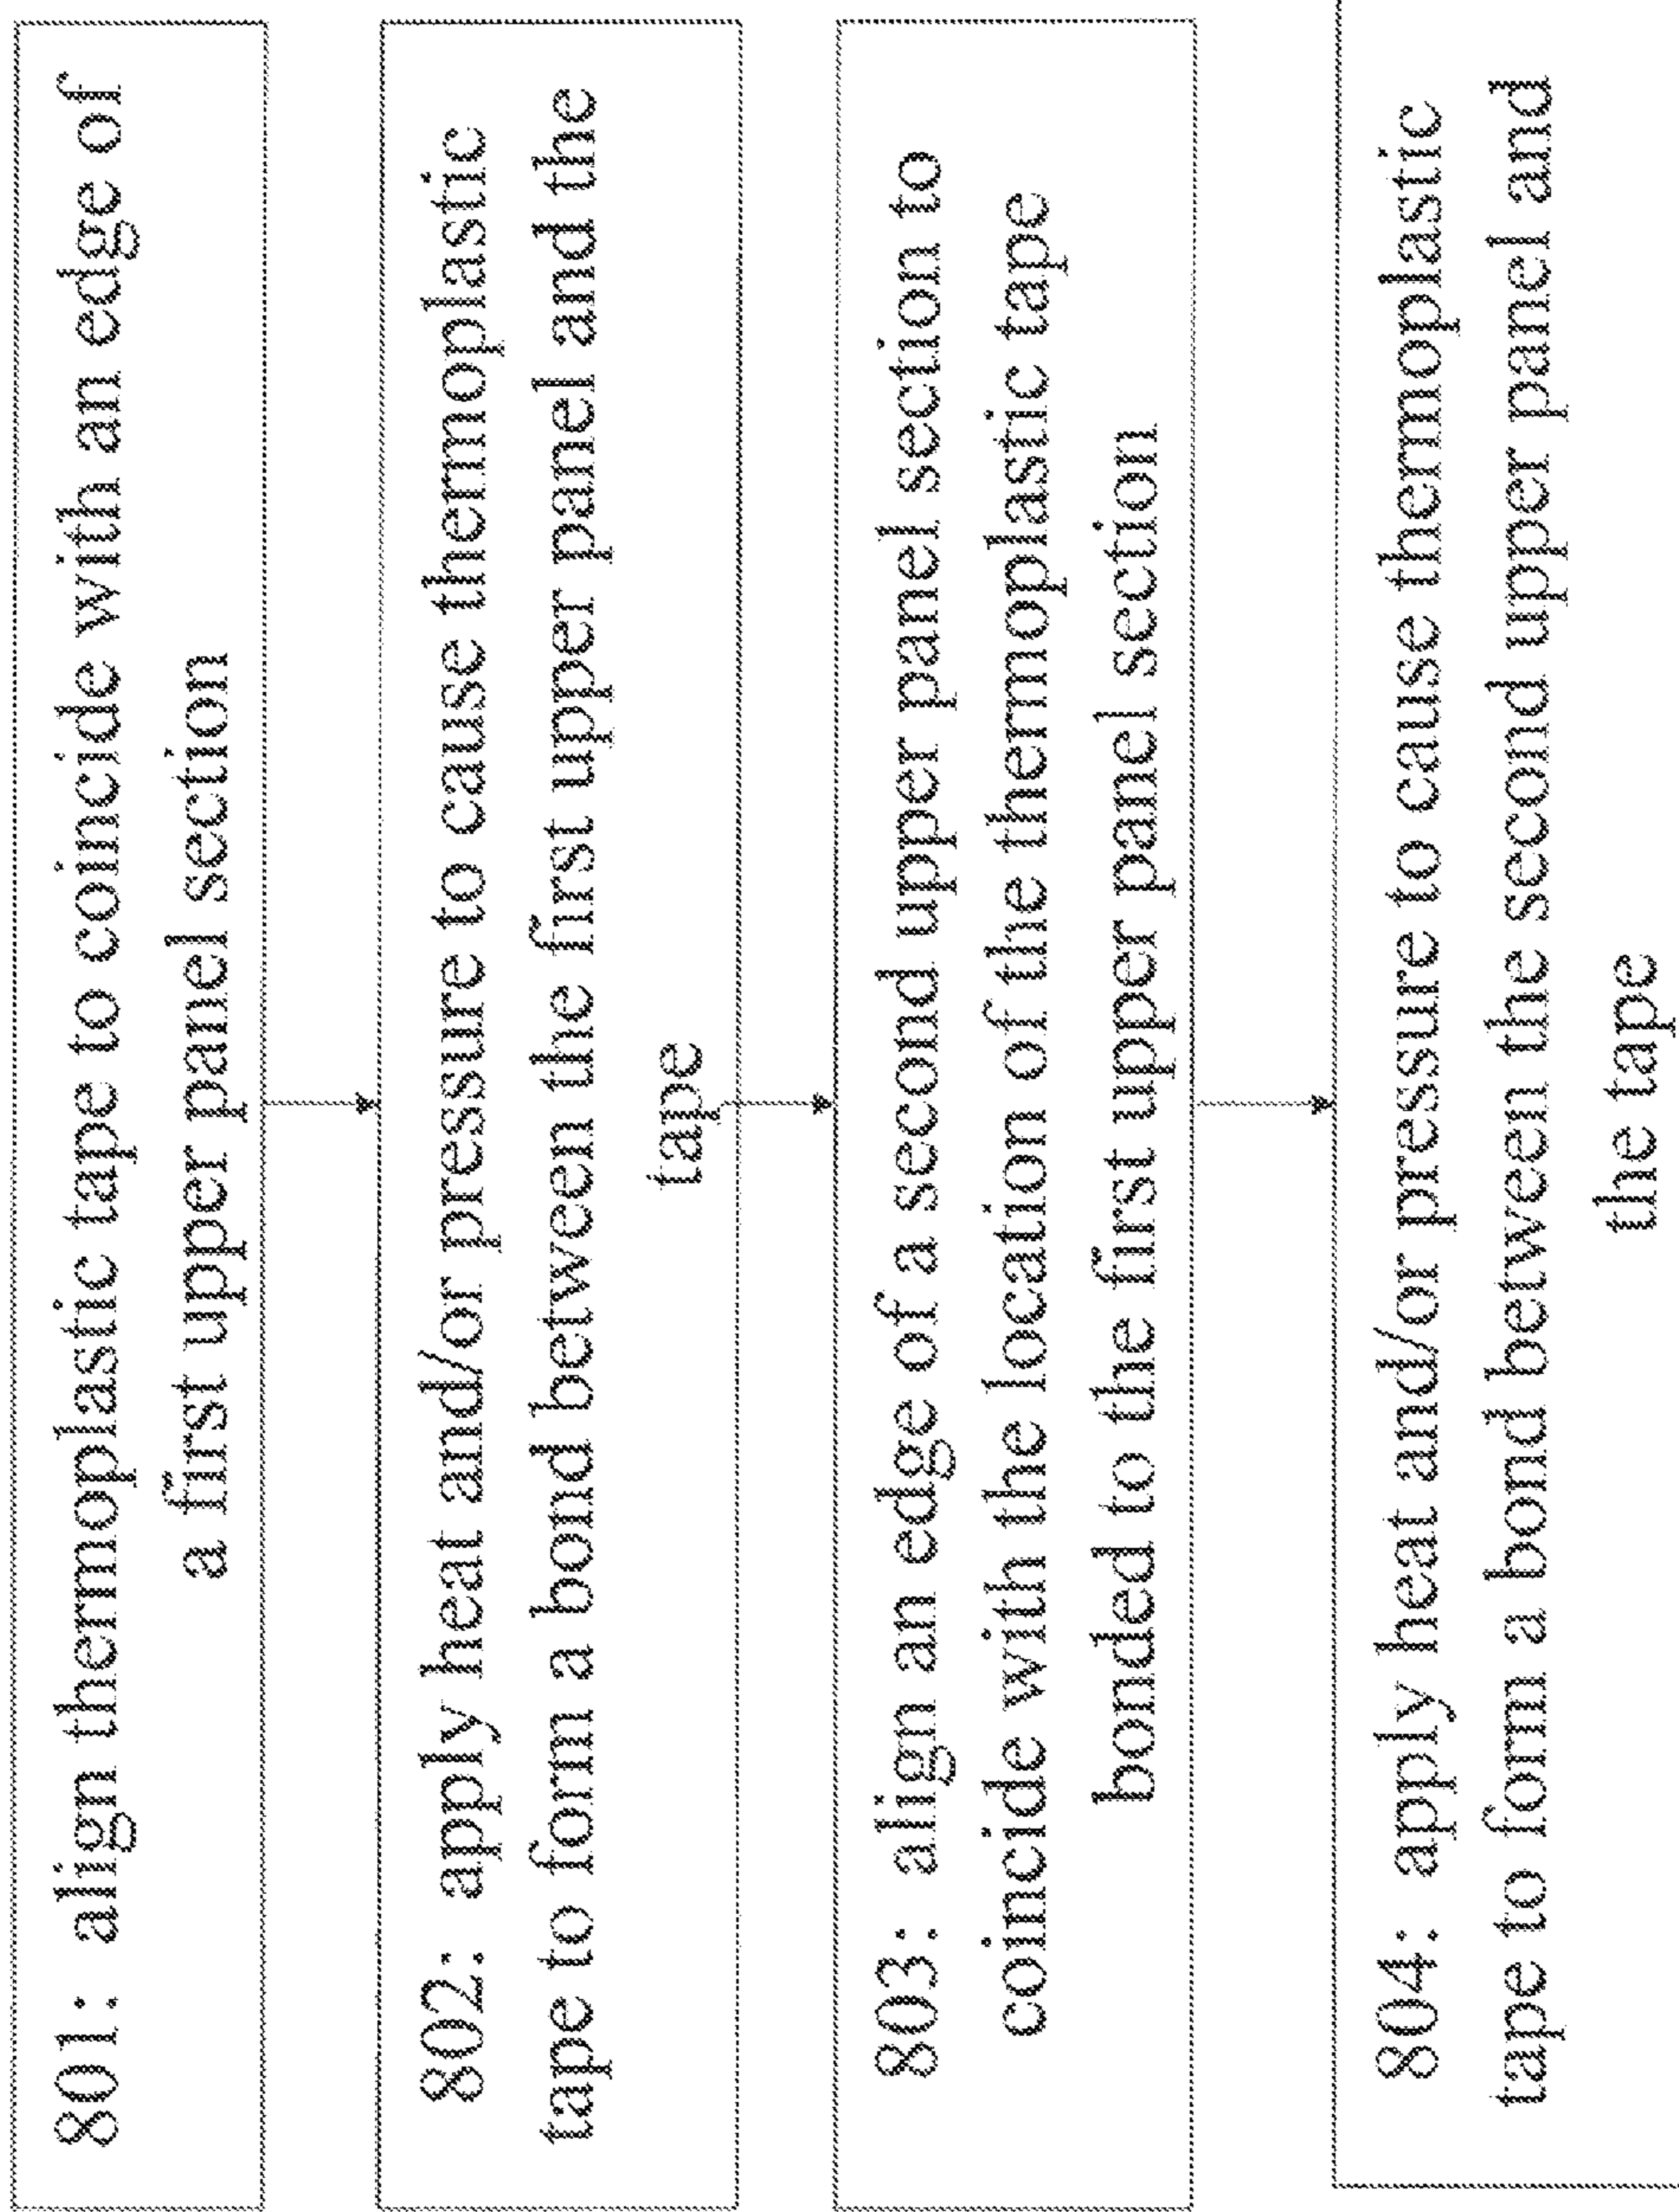 801: align thermoplastic tape to coincide with an edge of
a first upper panel section
802: apply heat and/or pressure to cause themoplastic
tape to form a bond between the first upper panel and the
tape
803: align an edge of a second upper panel section to
coincide with the location of the themoplastic tape
bonded to the first upper panel section
804: apply heat and/or pressure to cause themoplastic
tape to form a bond between the second upper panel and
the tape